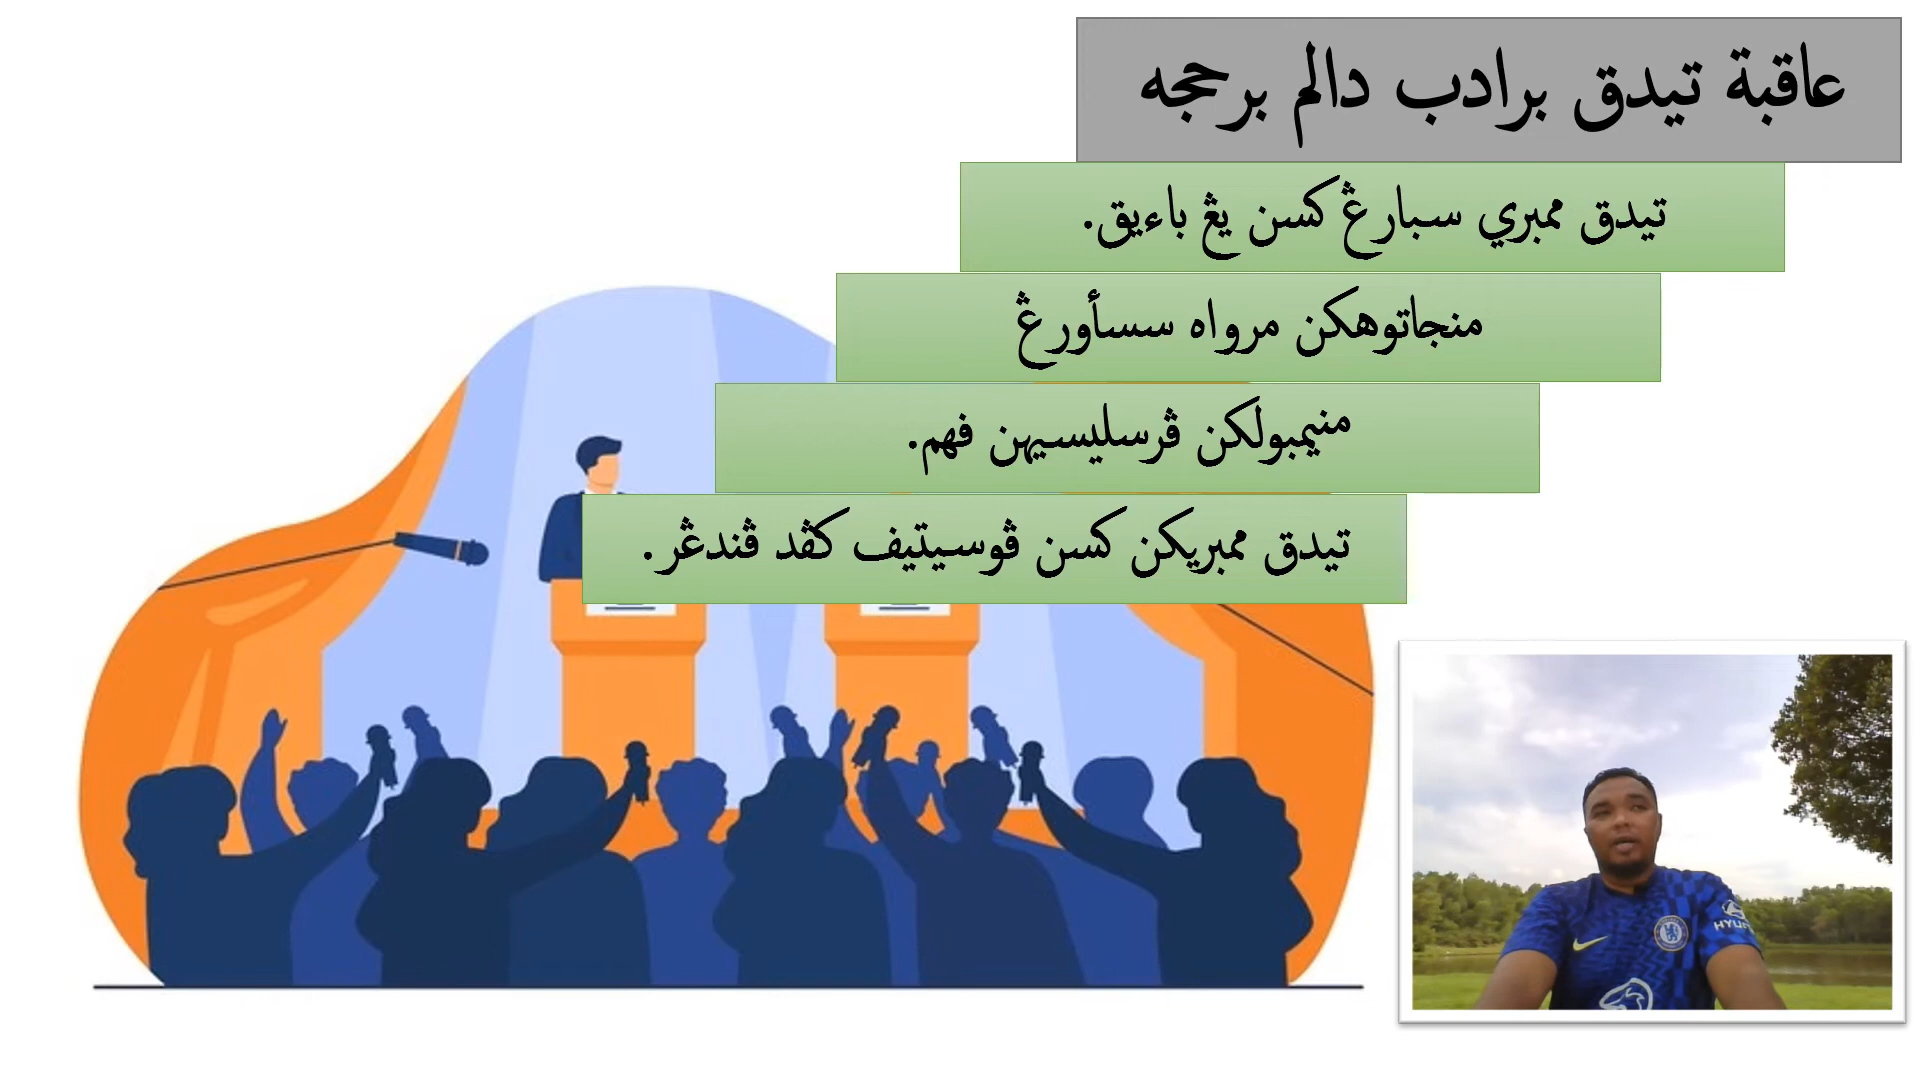 عاقبة تيدق برادب دالم برحجه
تيدق ممبري سبارڠ كسن يڠ باءيق.
منجاتوهكن مرواه سسأورڠ
منيمبولكن ڤرسليسيهن فهم.
تيدق ممبريكن كسن ڤوسيتيف كڤد ڤندڠر.